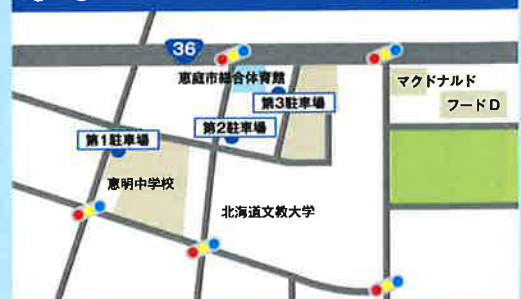 36
恵庭市総合体育館
マクドナルド
第3駐車場
フードD
第2駐車場
第1駐車場
恵明中学校
北海道文教大学